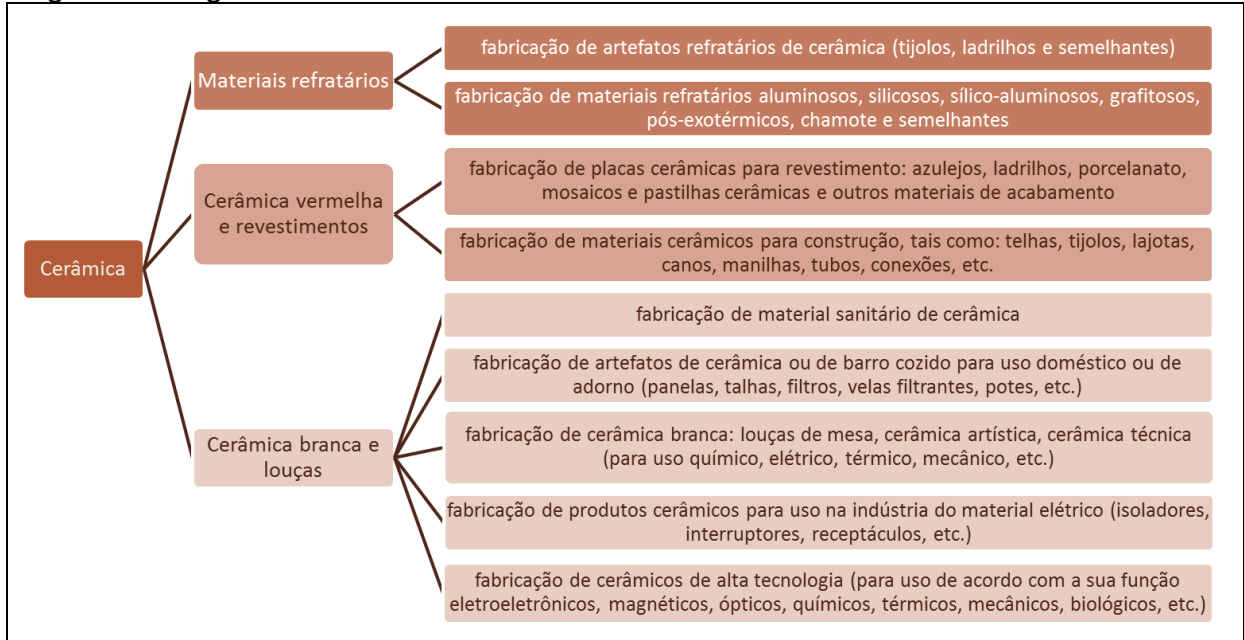 Cerâmica
Materiais refratários
fabricação de artefatos refratários de cerâmica (tijolos, ladrilhos e semelhantes)
fabricação de materiais refratários aluminosos, silicosos, sílico-aluminosos, grafitosos,
pós-exotérmicos, chamote e semelhantes
Cerâmica vermelha
e revestimentos
fabricação de placas cerâmicas para revestimento: azulejos, ladrilhos, porcelanato,
mosaicos e pastilhas cerâmicas e outros materiais de acabamento
fabricação de materiais cerâmicos para construção, tais como: telhas, tijolos, lajotas,
canos, manilhas, tubos, conexões, etc.
Cerâmica branca e
louças
fabricação de material sanitário de cerâmica
fabricação de artefatos de cerâmica ou de barro cozido para uso doméstico ou de
adorno (panelas, talhas, filtros, velas filtrantes, potes, etc.)
fabricação de cerâmica branca: louças de mesa, cerâmica artística, cerâmica técnica
(para uso químico, elétrico, térmico, mecânico, etc.)
fabricação de produtos cerâmicos para uso na indústria do material elétrico (isoladores,
interruptores, receptáculos, etc.)
fabricação de cerâmicos de alta tecnologia (para uso de acordo com a sua função
eletroeletrônicos, magnéticos, ópticos, químicos, térmicos, mecânicos, biológicos, etc.)